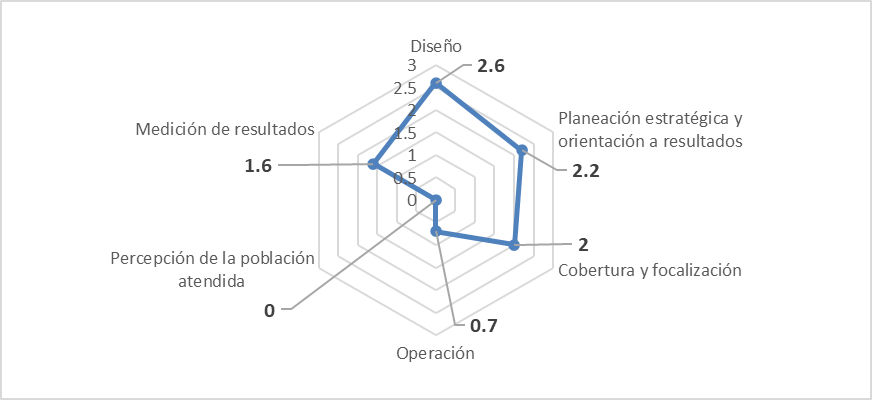 Diseño
3
2.6
2.5
2
1.5
1
0.5
0
Planeación estratégica y
orientación a resultados
2.2
2
Cobertura y focalización
0.7
Operación
Percepción de la población
atendida
0
Medición de resultados
1.6